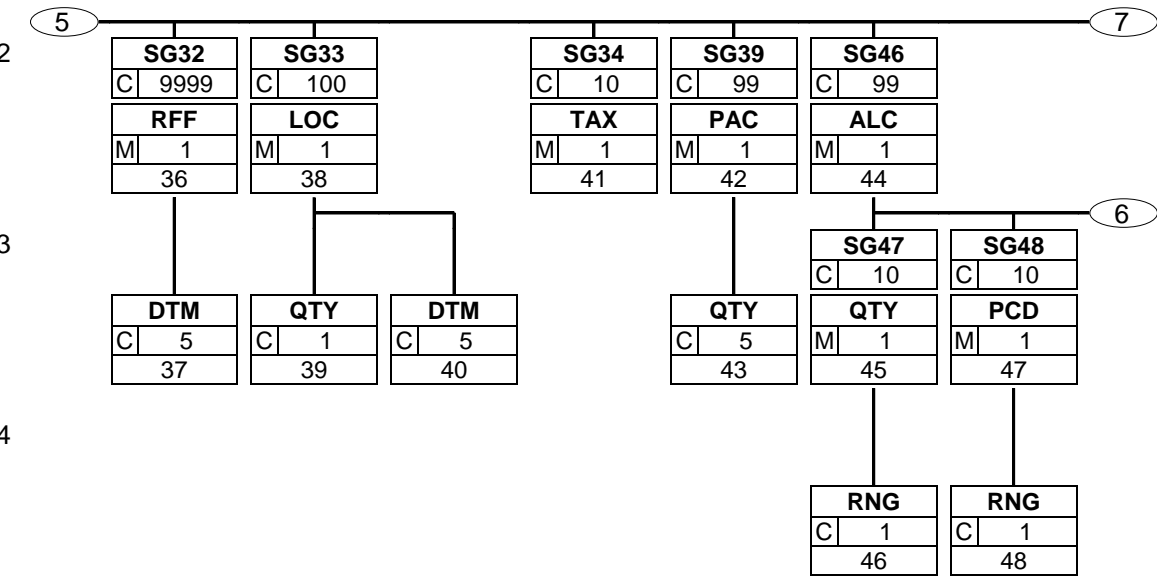 5 7
2 SG32 SG33 SG34 SG39 SG46
C 9999 C 100 C 10 C 99 C 99
RFF LOC TAX PAC ALC
M 1 M 1 M 1 M 1 M 1
36 38 41 42 44
6
3 SG47 SG48
C 10 C 10
DTM QTY DTM QTY QTY PCD
C 5 C 1 C 5 C 5 M 1 M 1
37 39 40 43 45 47
4
RNG RNG
C 1 C 1
46 48